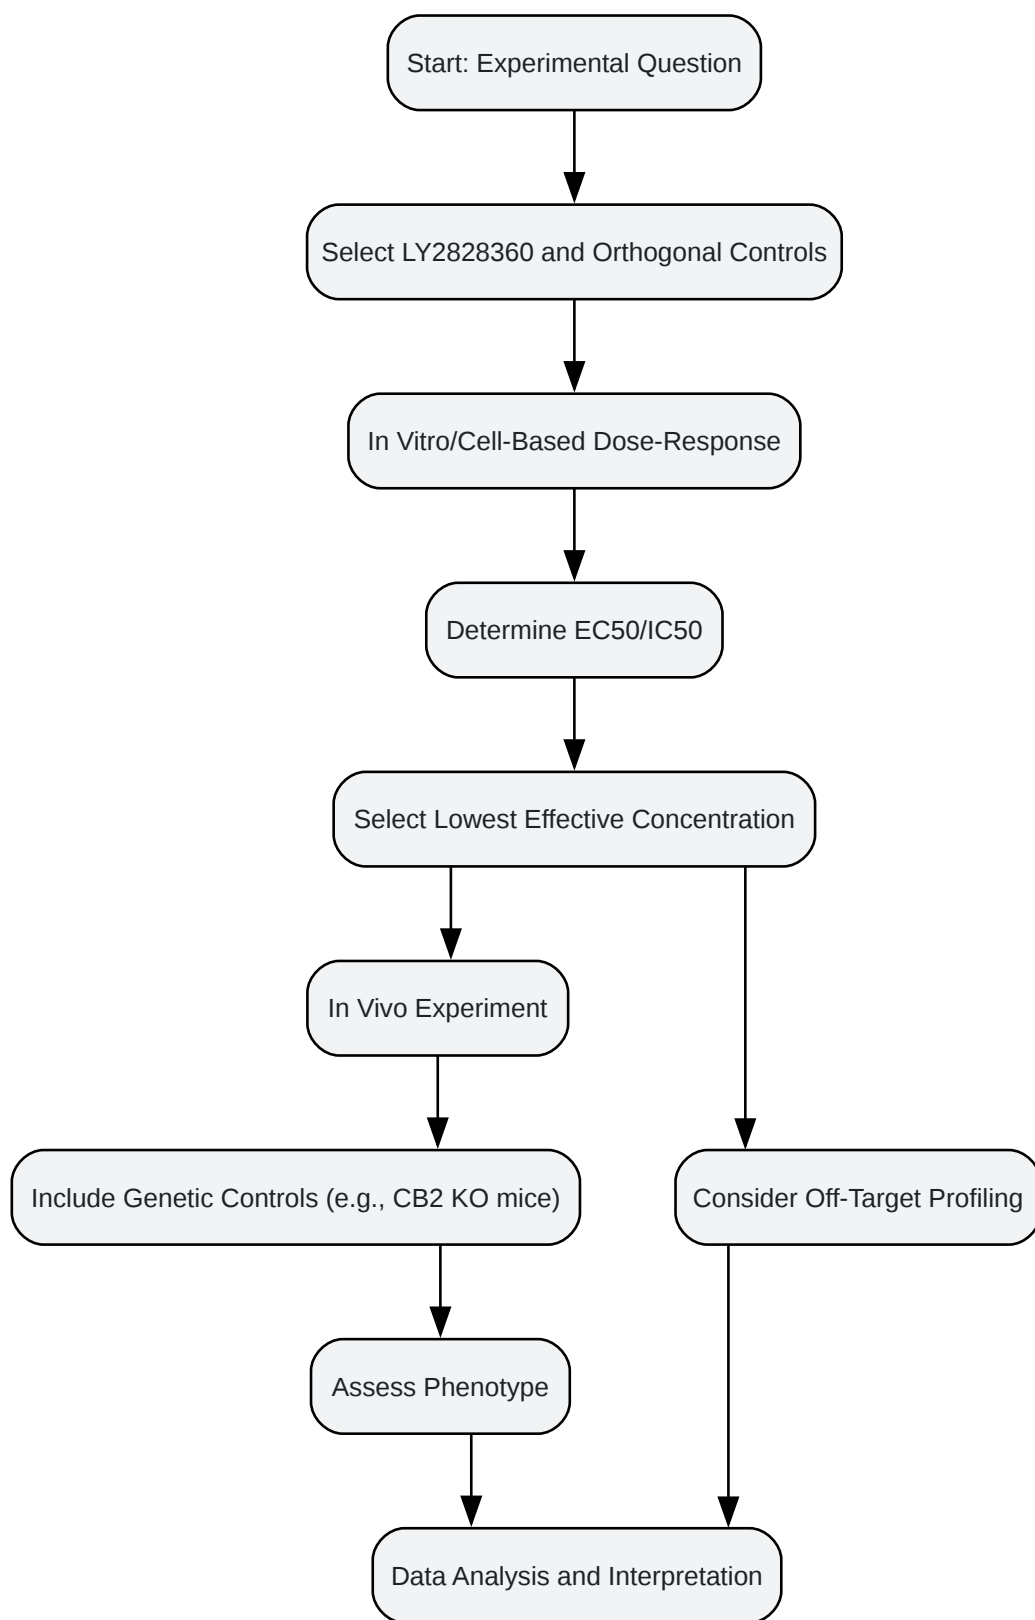 Start: Experimental Question
Select LY2828360 and Orthogonal Controls
In Vitro/Cell-Based Dose-Response
Determine EC50/IC50
Select Lowest Effective Concentration
In Vivo Experiment
Include Genetic Controls (e.g., CB2 KO mice)
Consider Off-Target Profiling
Assess Phenotype
Data Analysis and Interpretation